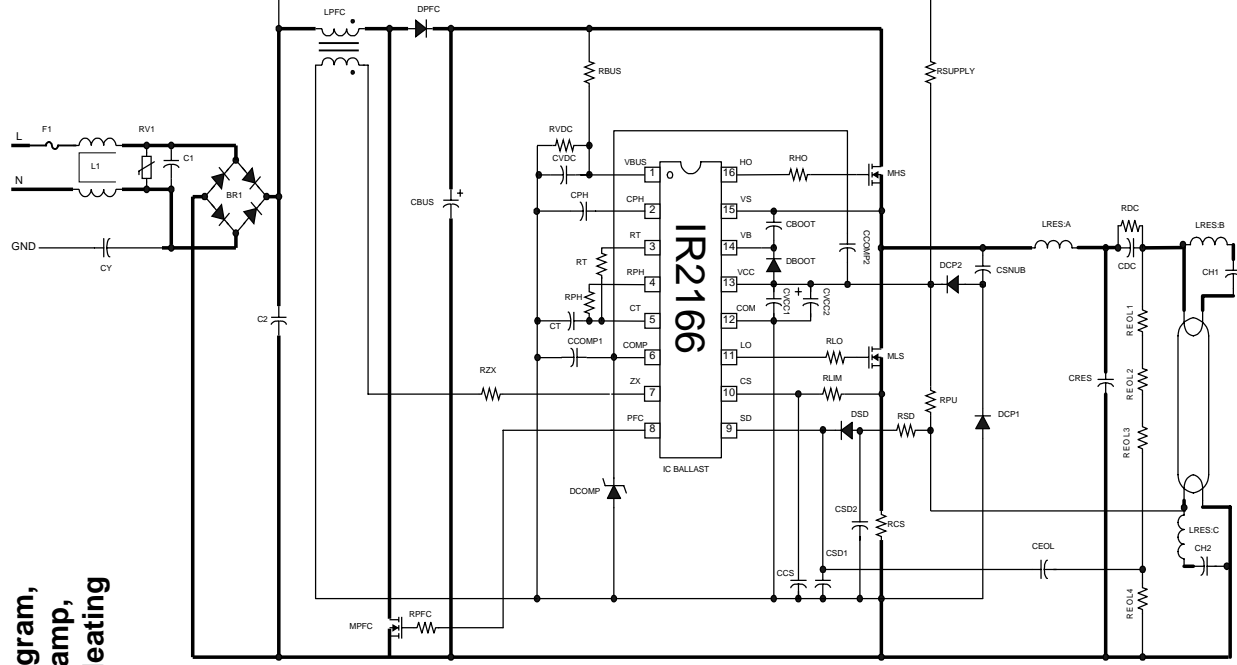 LPFC
DPFC
RBUS
RSUPPLY
F1
RV1
L
L1
C1
N
BR1
GND
CY
C2
CBUS
+
RVDC
CVDC
VBUS
1
CPH
CPH
2
RT
RT
3
RPH
RPH
4
CT
CT
5
CCOMP1
COMP
6
RZX
ZX
7
PFC
8
IR2166
IC BALLAST
HO
16
RHO
MHS
VS
15
CBOOT
VB
14
DBOOT
CCOMP2
VCC
13
+
CVCC1
CVCC2
COM
12
LO
11
RLO
MLS
CS
10
RLIM
SD
9
DSD
RSD
RPU
DCP2
CSNUB
DCP1
LRES:A
RDC
CDC
LRES:B
CH1
CRES
REOL1
REOL2
REOL3
REOL4
LRES:C
CH2
CEOL
DCOMP
CSD2
CSD1
RCS
CCS
MPFC
RPFC
gram,
amp,
eating